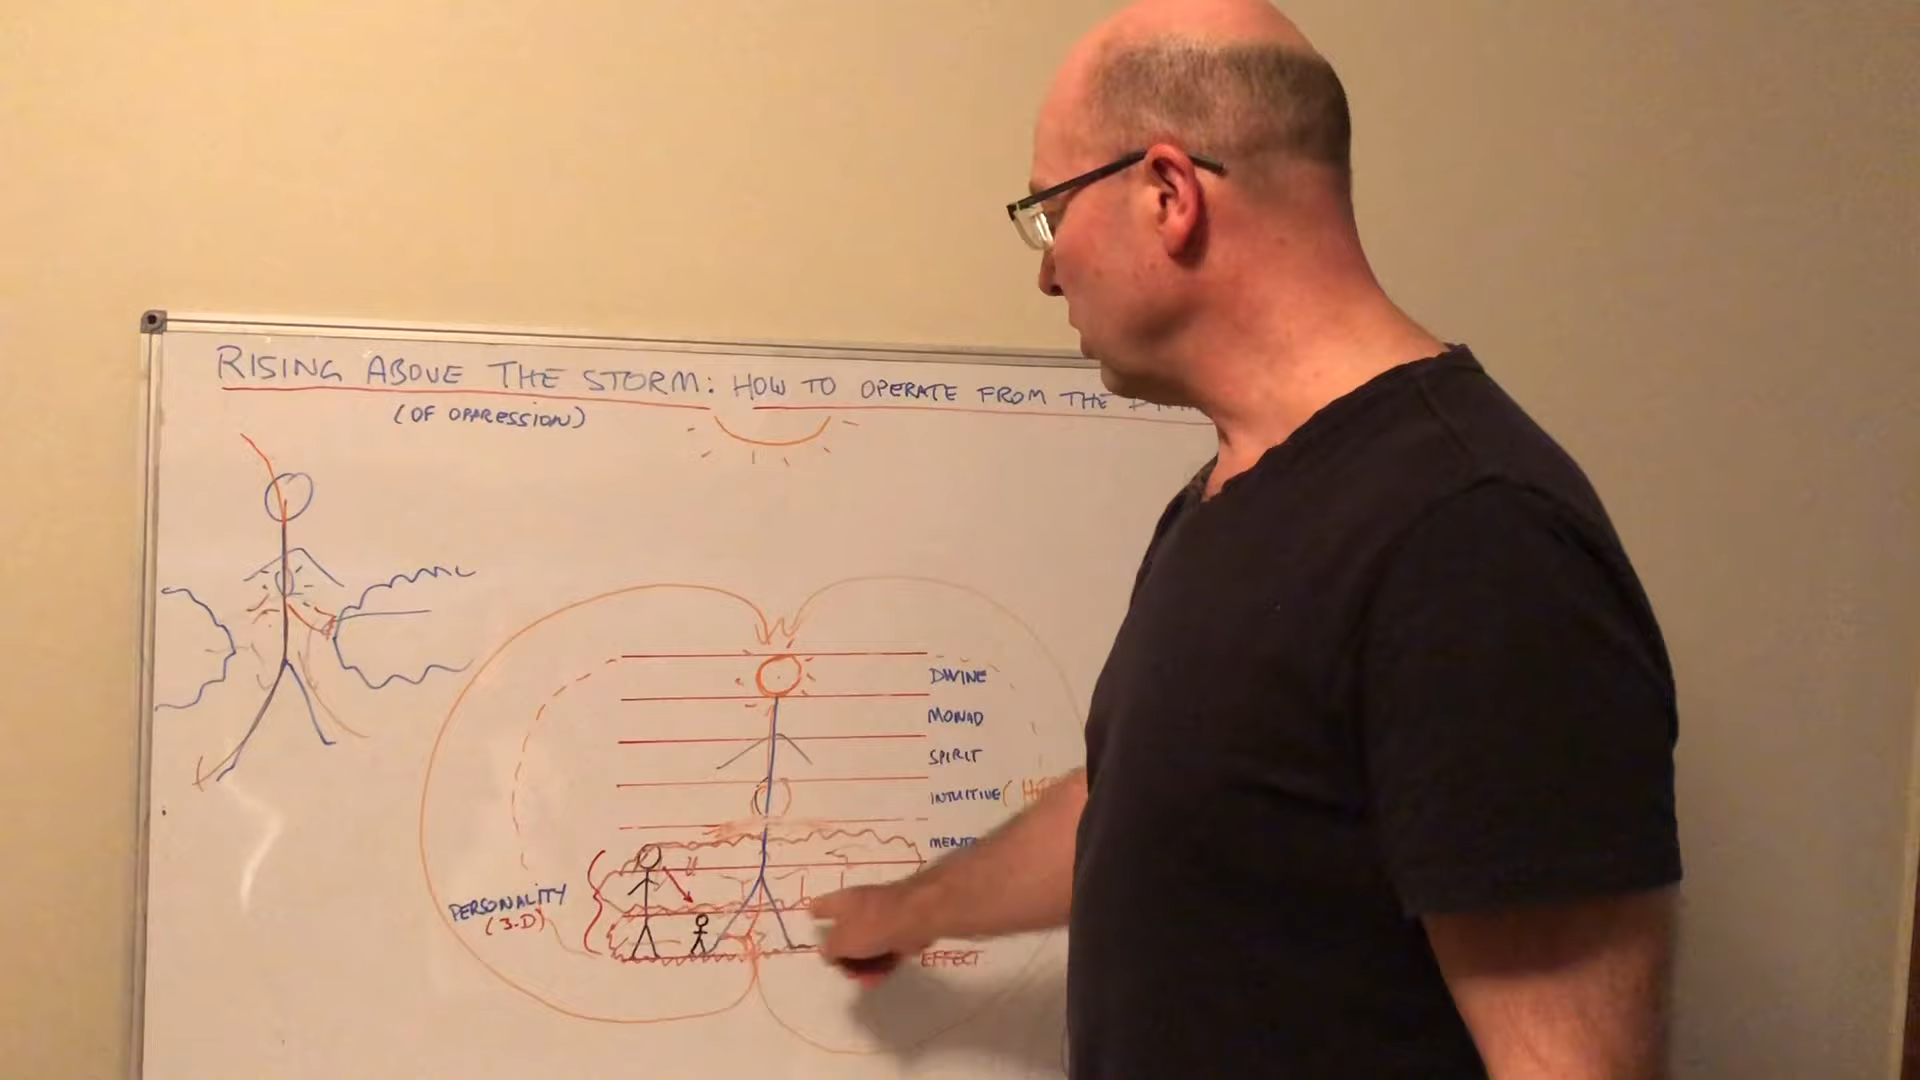 RISING ABOVE THE STORM: HOW TO OPERATE FROM THE
(OF OPPRESSION)
DIVINE
MONAD
SPIRIT
INTUITIVE (
PERSONALITY
(3-D)
EFFECT